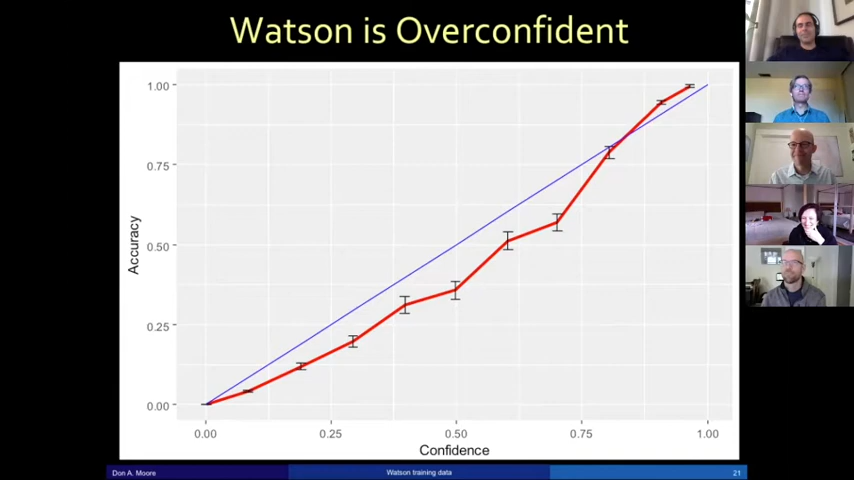 Watson is Overconfident
1.00
0.75
0.50
0.25
0.00
Accuracy
0.00 0.25 0.50 0.75 1.00
Confidence
Don A. Moore Watson training data 21